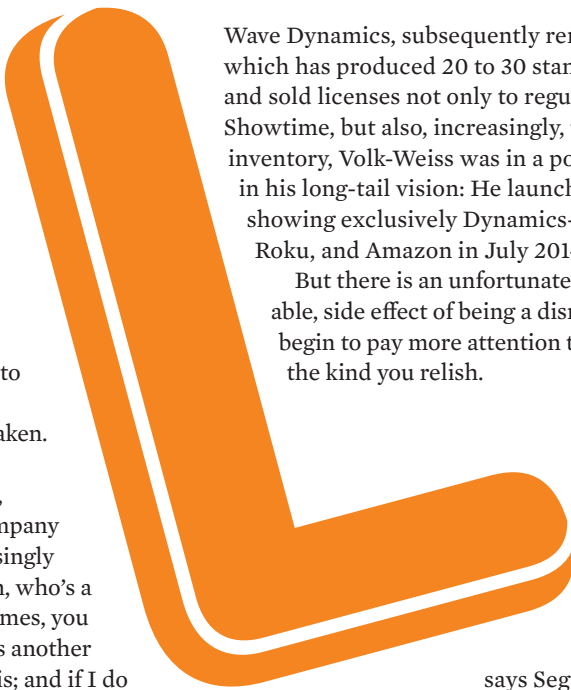 to
aken.
mpany
singly
n, who's a
mes, you
s another
is; and if I do
L
Wave Dynamics, subsequently ren
which has produced 20 to 30 stan
and sold licenses not only to regu
Showtime, but also, increasingly,
inventory, Volk-Weiss was in a po
in his long-tail vision: He launch
showing exclusively Dynamics-
Roku, and Amazon in July 201
But there is an unfortunate
able, side effect of being a disr
begin to pay more attention t
the kind you relish.
says Seg